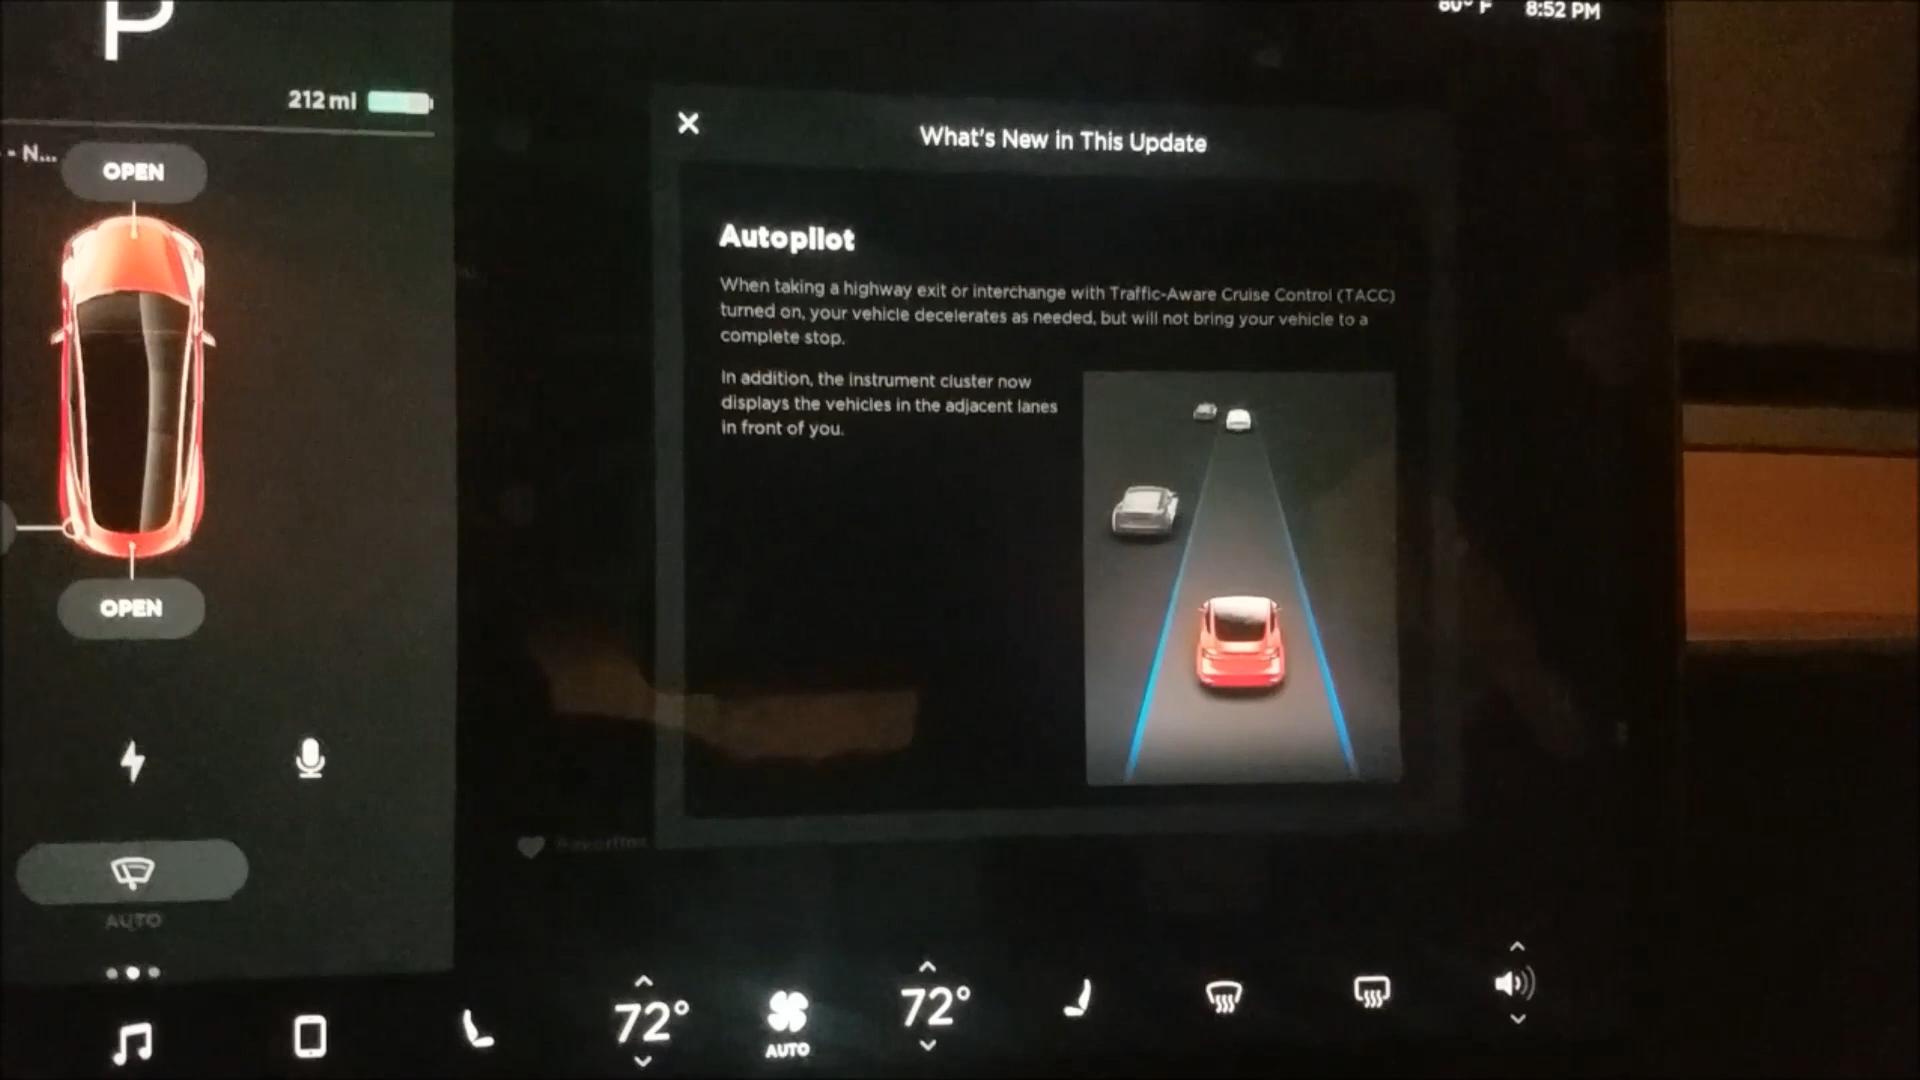 P
8:52 PM
212 mi
- N...
OPEN
What's New in This Update
Autopilot
When taking a highway exit or interchange with Traffic-Aware Cruise Control (TACC)
turned on, your vehicle decelerates as needed, but will not bring your vehicle to a
complete stop.
In addition, the instrument cluster now
displays the vehicles in the adjacent lanes
in front of you.
OPEN
Favorites
AUTO
72°
AUTO
72°